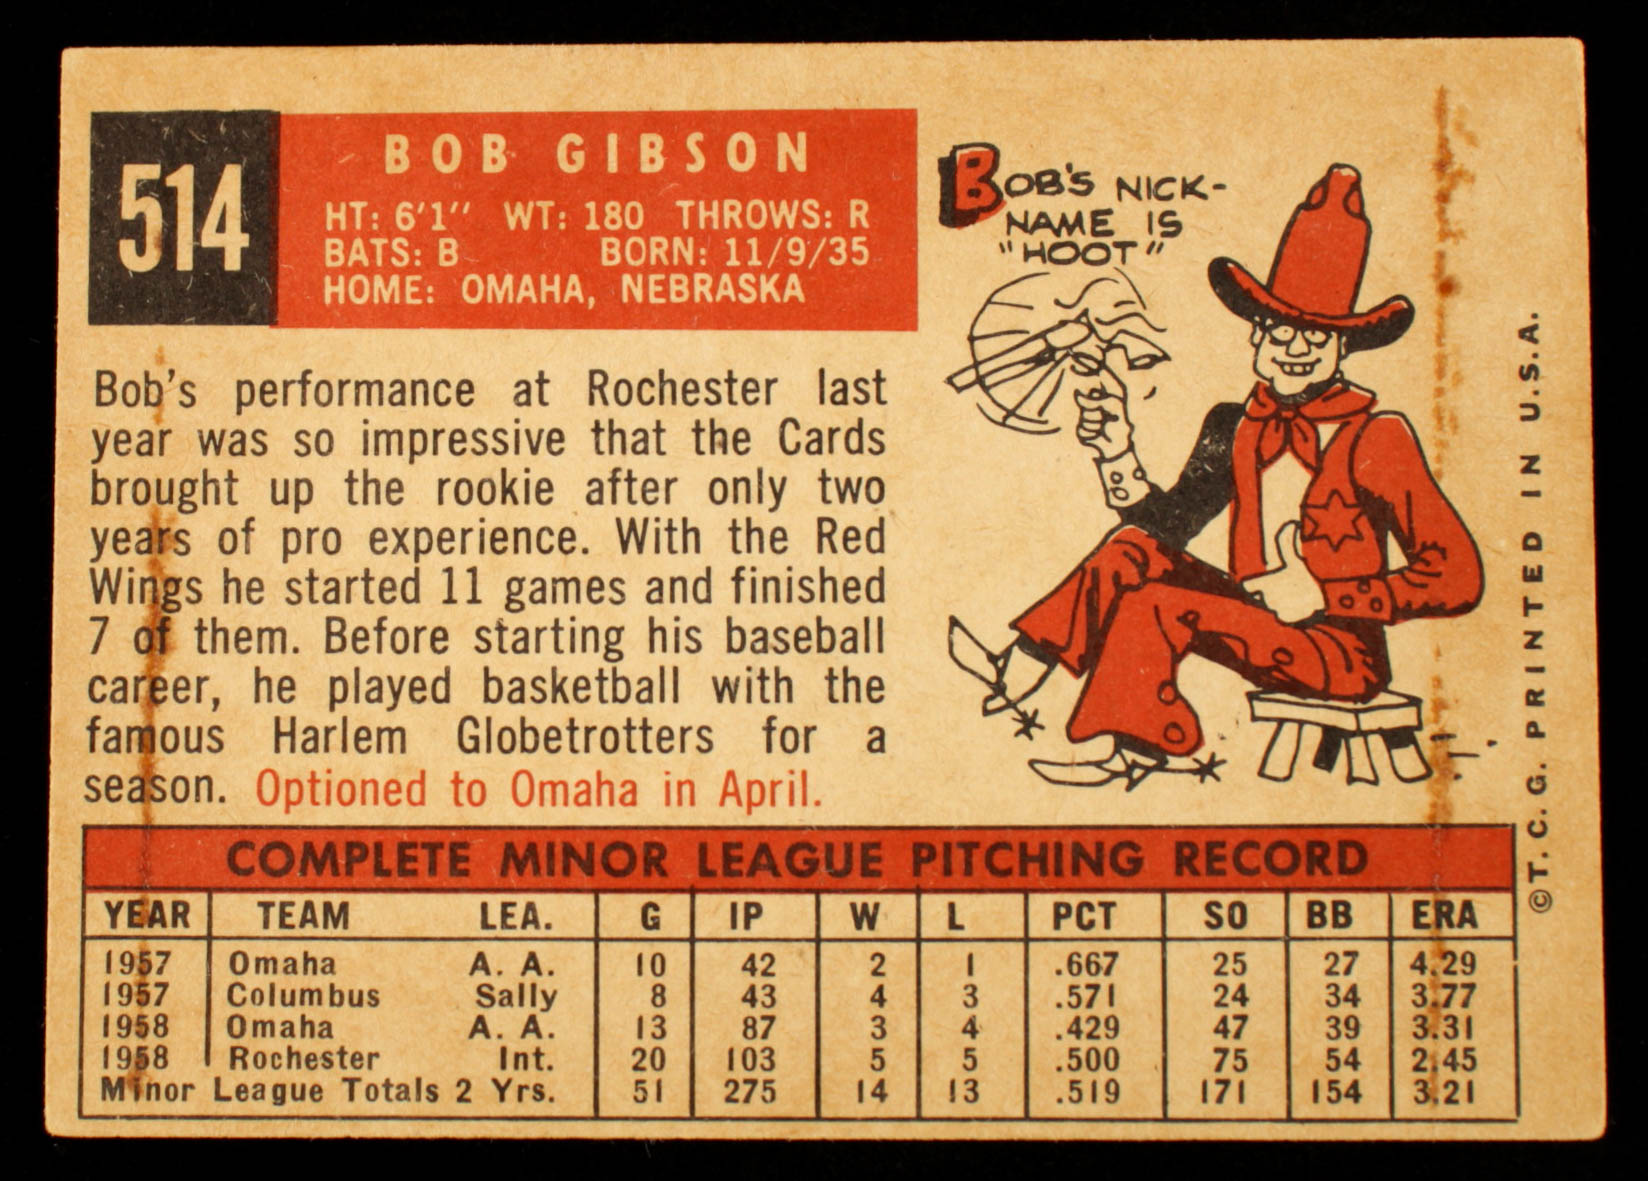 514
BOB GIBSON
HT: 6'1" WT: 180 THROWS: R
BATS: B BORN: 11/9/35
HOME: OMAHA, NEBRASKA
BOB'S NICK-
NAME IS
"HOOT"
Bob's performance at Rochester last
year was so impressive that the Cards
brought up the rookie after only two
years of pro experience. With the Red
Wings he started 11 games and finished
7 of them. Before starting his baseball
career, he played basketball with the
famous Harlem Globetrotters for a
season. Optioned to Omaha in April.
©T.C.G. PRINTED IN U.S.A.
COMPLETE MINOR LEAGUE PITCHING RECORD
YEAR TEAM LEA. G IP W L PCT SO BB ERA
1957 Omaha A. A. 10 42 2 1 .667 25 27 4.29
1957 Columbus Sally 8 43 4 3 .571 24 34 3.77
1958 Omaha A. A. 13 87 3 4 .429 47 39 3.31
1958 Rochester Int. 20 103 5 5 .500 75 54 2.45
Minor League Totals 2 Yrs. 51 275 14 13 .519 171 154 3.21